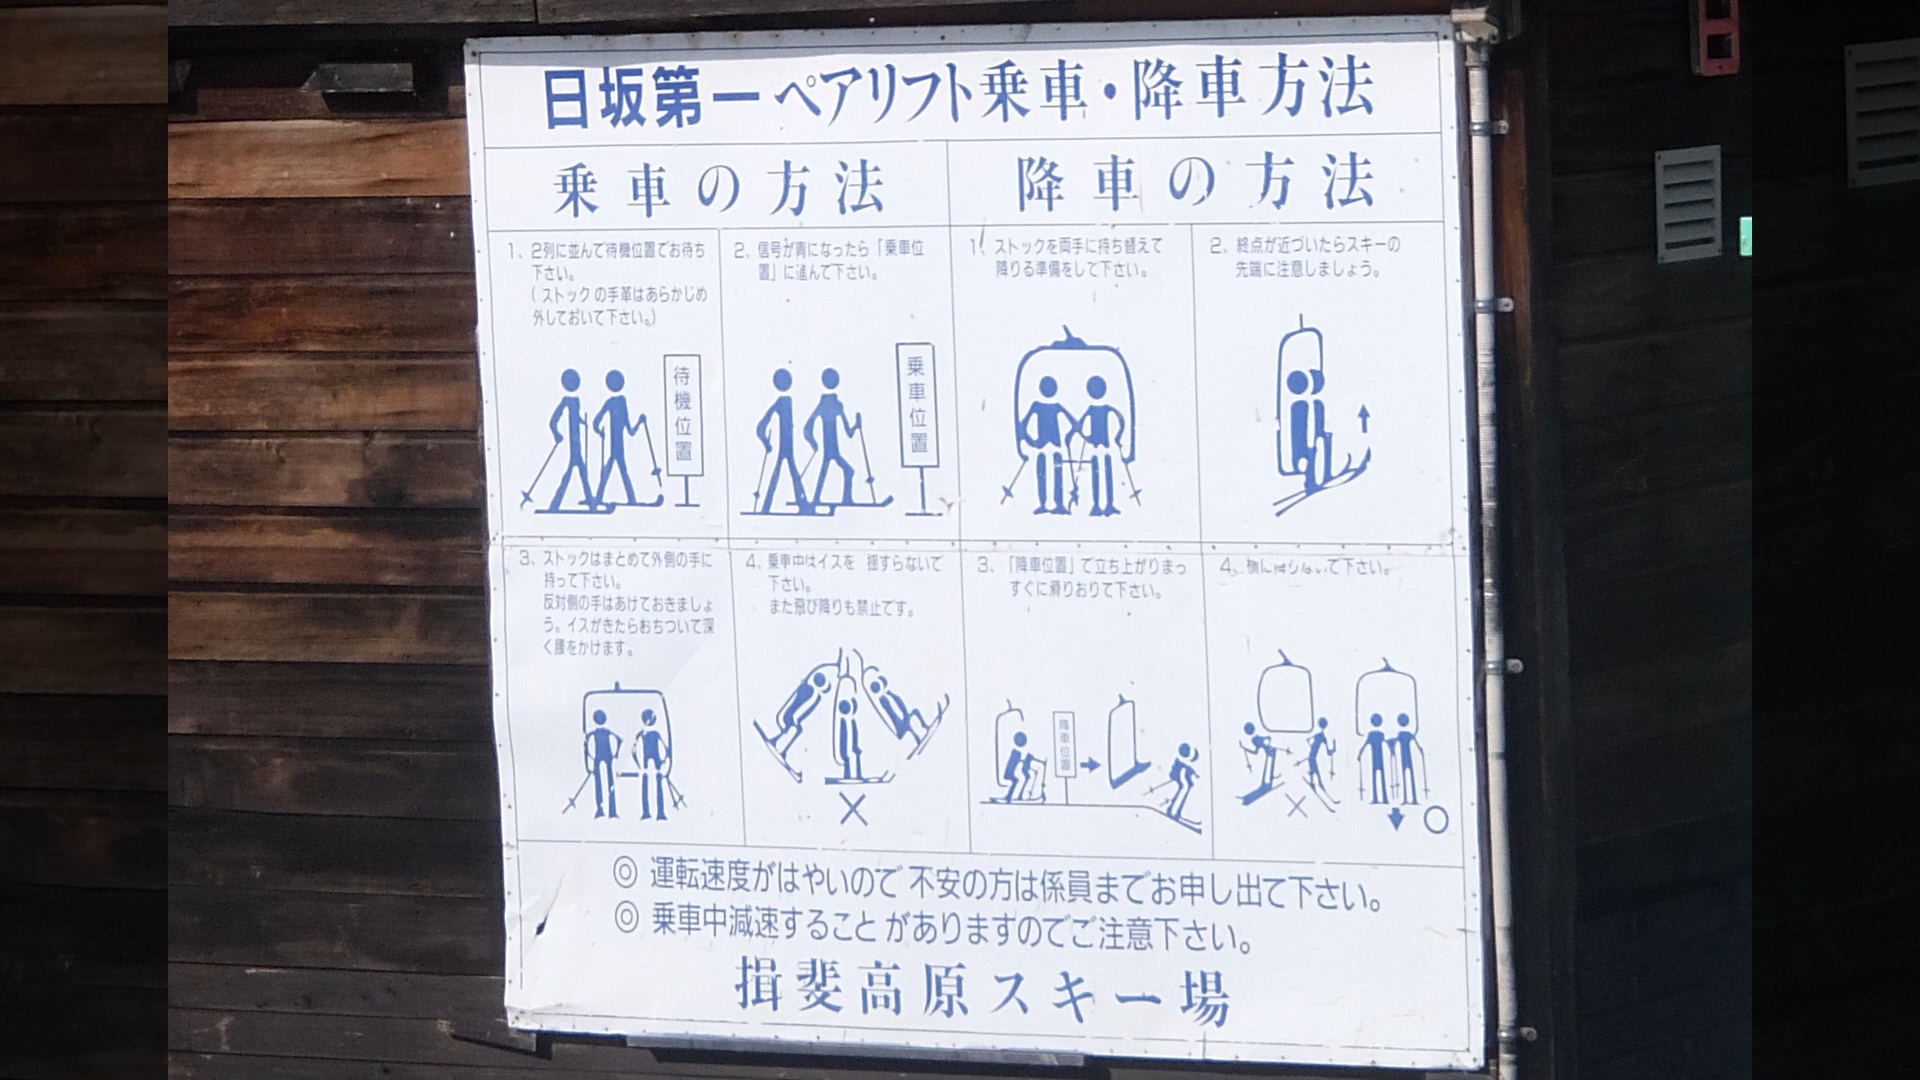 日坂第一ペアリフト乗車・降車方法
乗車の方法
1、2列に並んで待機位置でお待ち
下さい。
（ストックの手革はあらかじめ
外しておいて下さい。）
待機位置
2、信号が青になったら「乗車位
置」に進んで下さい。
乗車位置
3、ストックはまとめて外側の手に
持って下さい。
反対側の手はあけておきましょ
う。イスがきたらおちついて深
く腰をかけます。
4、乗車中はイスを 揺すらないで
下さい。
また飛び降りも禁止です。
降車の方法
1、ストックを両手に持ち替えて
降りる準備をして下さい。
2、終点が近づいたらスキーの
先端に注意しましょう。
3、「降車位置」で立ち上がりまっ
すぐに滑りおりて下さい。
降車位置
4、横に
で下さい。
◎ 運転速度がはやいので 不安の方は係員までお申し出て下さい。
◎ 乗車中減速することがありますのでご注意下さい。
揖斐高原スキー場